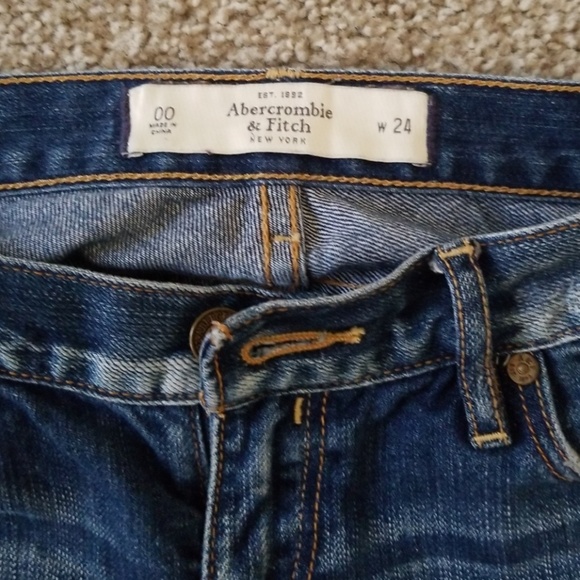 EST. 1892
00
Abercrombie
MADE IN
CHINA
& Fitch
W 24
NEW YORK